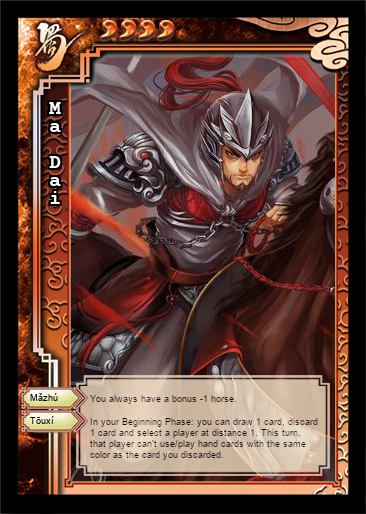 蜀
Ma Dai
Mǎzhú
You always have a bonus -1 horse.
Tōuxí
In your Beginning Phase: you can draw 1 card, discard
1 card and select a player at distance 1. This turn,
that player can't use/play hand cards with the same
color as the card you discarded.